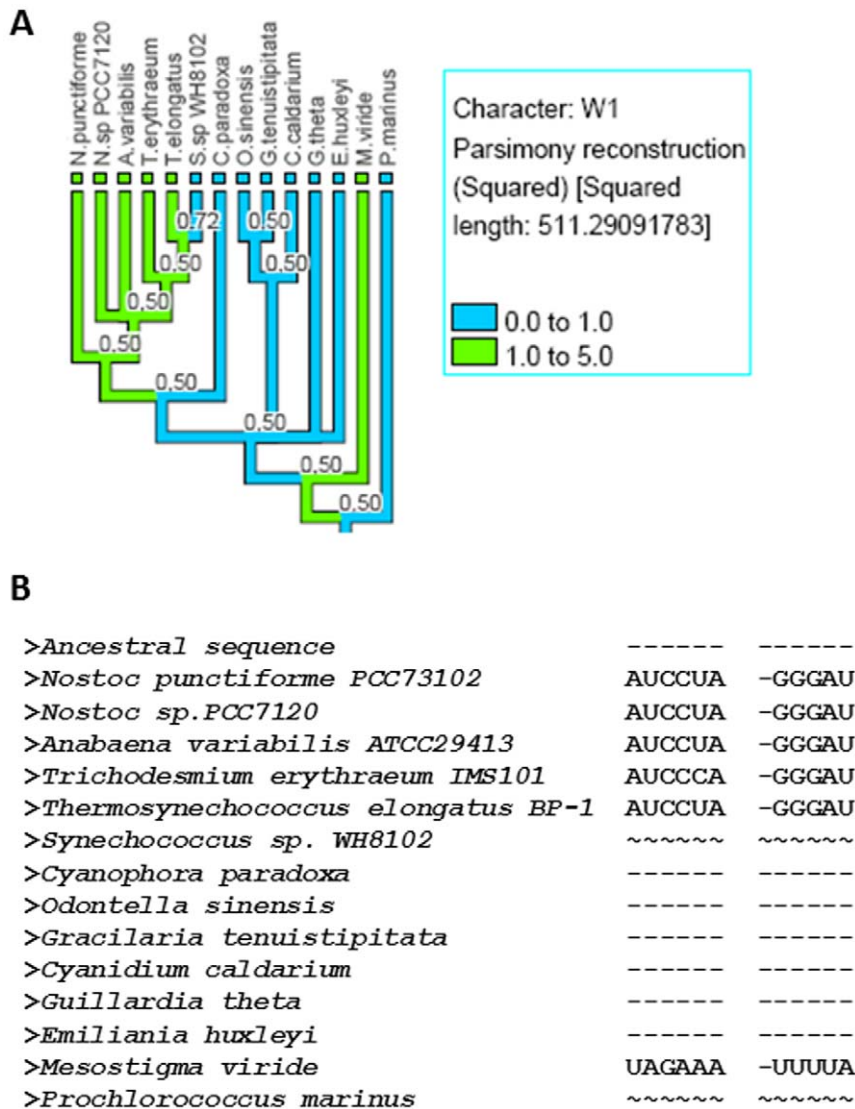 A
N.punctiforme
N.sp PCC7120
A.variabilis
T.erythraeum
T.elongatus
S.sp WH8102
C.paradoxa
O.sinensis
G.tenuistipitata
C.caldarium
G.theta
E.huxleyi
M.viride
P.marinus
0.72
0.50
0.50
0.50
0,50
0,50
0,50
0,50
0,50
0,50
Character: W1
Parsimony reconstruction
(Squared) [Squared
length: 511.29091783]
0.0 to 1.0
1.0 to 5.0
B
>Ancestral sequence ------ ------
>Nostoc punctiforme PCC73102 AUCCUA -GGGAU
>Nostoc sp.PCC7120 AUCCUA -GGGAU
>Anabaena variabilis ATCC29413 AUCCUA -GGGAU
>Trichodesmium erythraeum IMS101 AUCCCA -GGGAU
>Thermosynechococcus elongatus BP-1 AUCCUA -GGGAU
>Synechococcus sp. WH8102 ~~~~~~ ~~~~~~
>Cyanophora paradoxa ------ ------
>Odontella sinensis ------ ------
>Gracilaria tenuistipitata ------ ------
>Cyanidium caldarium ------ ------
>Guillardia theta ------ ------
>Emiliania huxleyi ------ ------
>Mesostigma viride UAGAAA -UUUUA
>Prochlorococcus marinus ~~~~~~ ~~~~~~